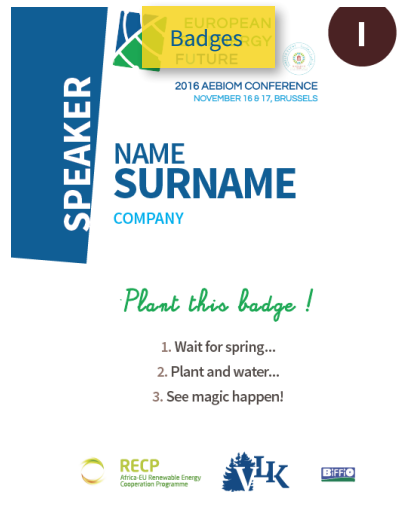 EUROPEAN
Badges
FUTURE
I
2016 AEBIOM CONFERENCE
NOVEMBER 16 & 17, BRUSSELS
SPEAKER
NAME
SURNAME
COMPANY
Plant this badge !
1. Wait for spring...
2. Plant and water...
3. See magic happen!
RECP
Africa-EU Renewable Energy
Cooperation Programme
VLK
BiFFiO